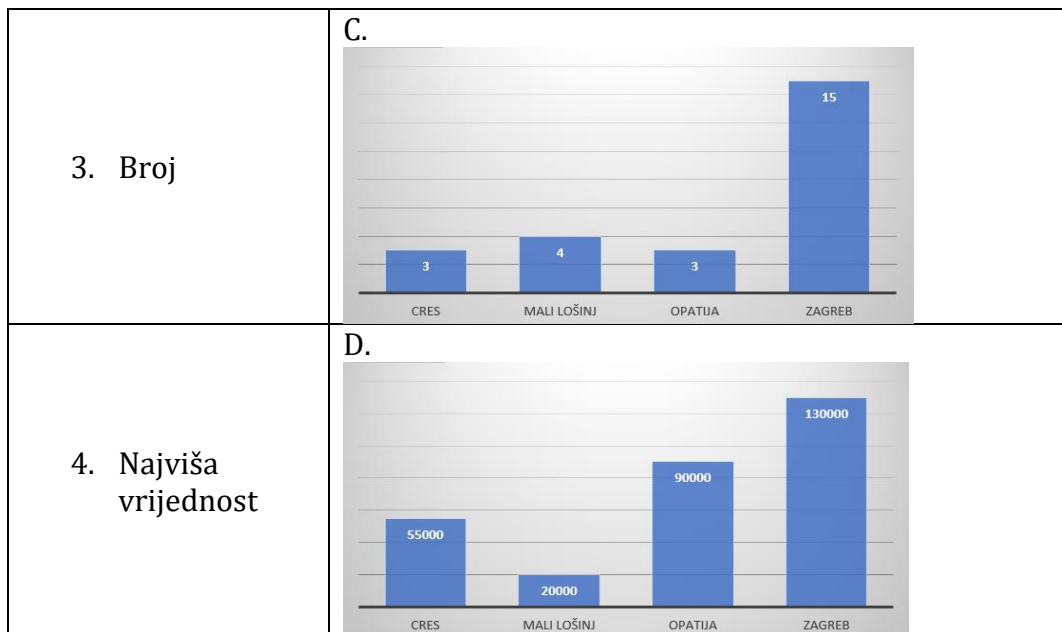 3. Broj
C.
15
3
4
3
CRES
MALI LOŠINJ
OPATIJA
ZAGREB
4. Najviša
vrijednost
D.
130000
90000
55000
20000
CRES
MALI LOŠINJ
OPATIJA
ZAGREB